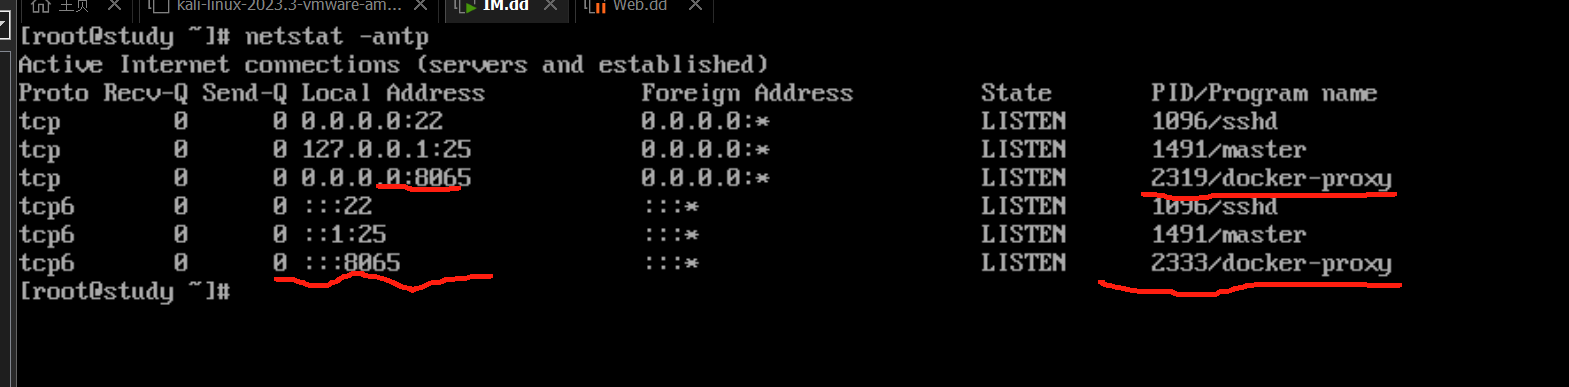 主页 kali-linux-2023.3-vmware-am... IM.dd Web.dd
[root@study ~]# netstat -antp
Active Internet connections (servers and established)
Proto Recv-Q Send-Q Local Address Foreign Address State PID/Program name
tcp 0 0 0.0.0.0:22 0.0.0.0:* LISTEN 1096/sshd
tcp 0 0 127.0.0.1:25 0.0.0.0:* LISTEN 1491/master
tcp 0 0 0.0.0.0:8065 0.0.0.0:* LISTEN 2319/docker-proxy
tcp6 0 0 :::22 :::* LISTEN 1096/sshd
tcp6 0 0 ::1:25 :::* LISTEN 1491/master
tcp6 0 0 :::8065 :::* LISTEN 2333/docker-proxy
[root@study ~]#